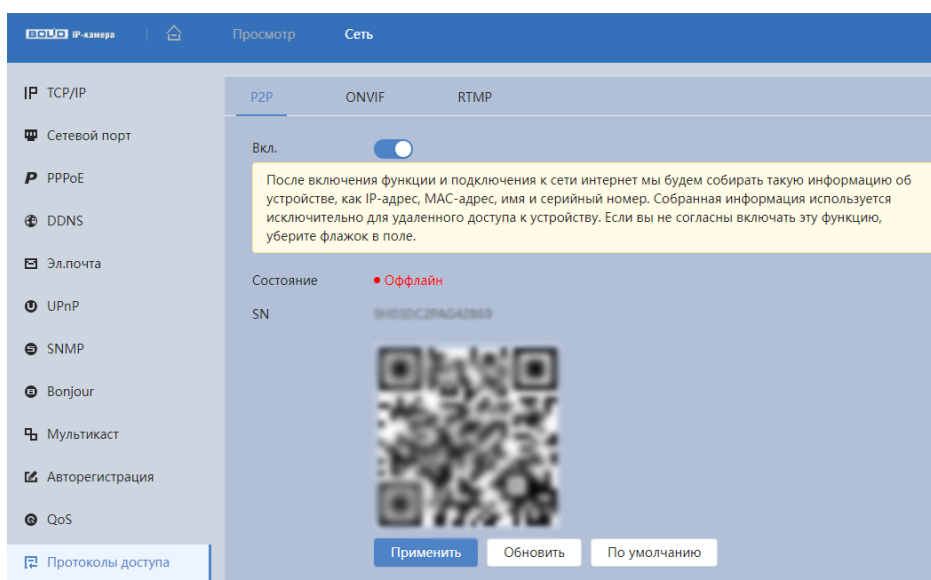 BOLID IP-камера
Просмотр
Сеть
TCP/IP
Сетевой порт
PPPoE
DDNS
Эл.почта
UPnP
SNMP
Bonjour
Мультикаст
Авторегистрация
QoS
Протоколы доступа
P2P
ONVIF
RTMP
Вкл.
После включения функции и подключения к сети интернет мы будем собирать такую информацию об
устройстве, как IP-адрес, MAC-адрес, имя и серийный номер. Собранная информация используется
исключительно для удаленного доступа к устройству. Если вы не согласны включать эту функцию,
уберите флажок в поле.
Состояние
Оффлайн
SN
Применить
Обновить
По умолчанию